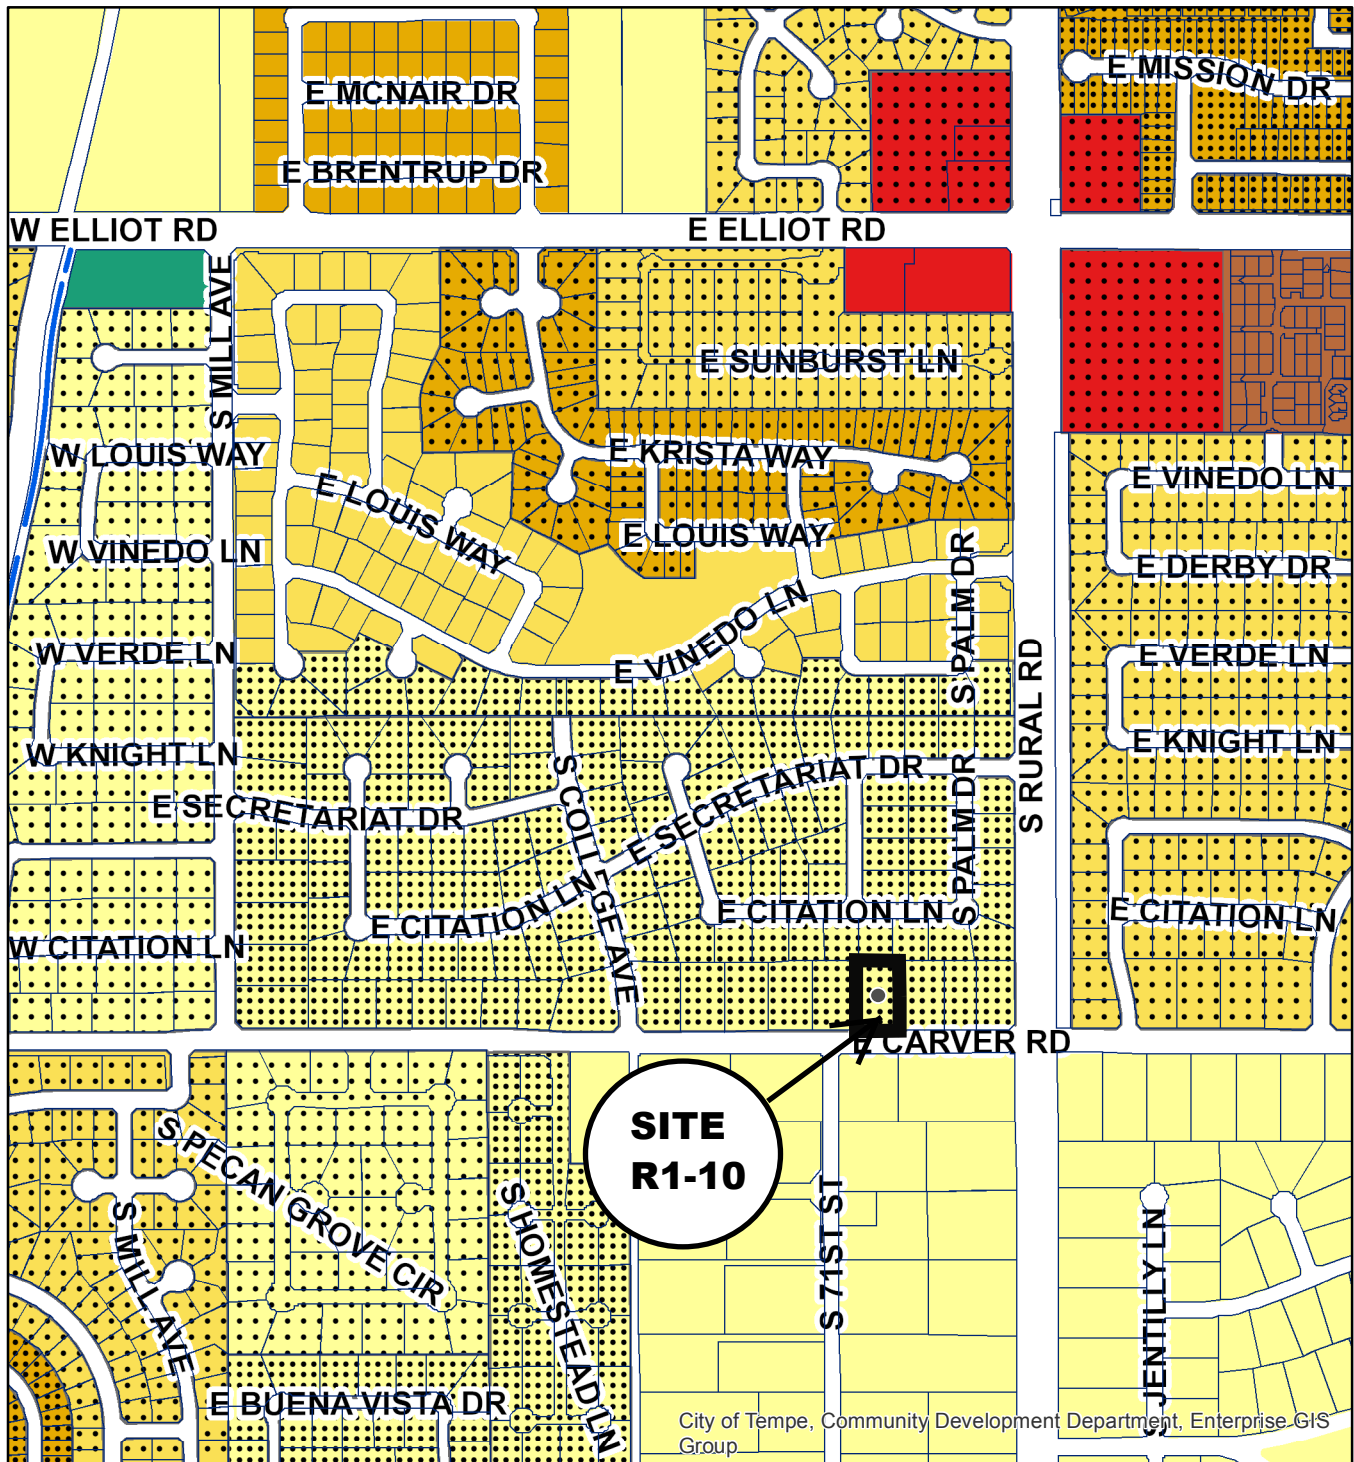 E MCNAIR DR
E MISSION DR
E BRENTRUP DR
W ELLIOT RD
E ELLIOT RD
S MILL AVE
E SUNBURST LN
W LOUIS WAY
E KRISTA WAY
E LOUIS WAY
E VINEDO LN
W VINEDO LN
E LOUIS WAY
E DERBY DR
S PALM DR
E VINEDO LN
W VERDE LN
E VERDE LN
S RURAL RD
W KNIGHT LN
E KNIGHT LN
E SECRETARIAT DR
S COLLEGE AVE
E SECRETARIAT DR
S PALM DR
E CITATION LN
E CITATION LN
E CITATION LN
W CITATION LN
E CARVER RD
SITE
R1-10
S PECAN GROVE CIR
S MILL AVE
S HOMESTEAD LN
S 71ST ST
S JENTILLY LN
E BUENA VISTA DR
City of Tempe, Community Development Department, Enterprise GIS
Group